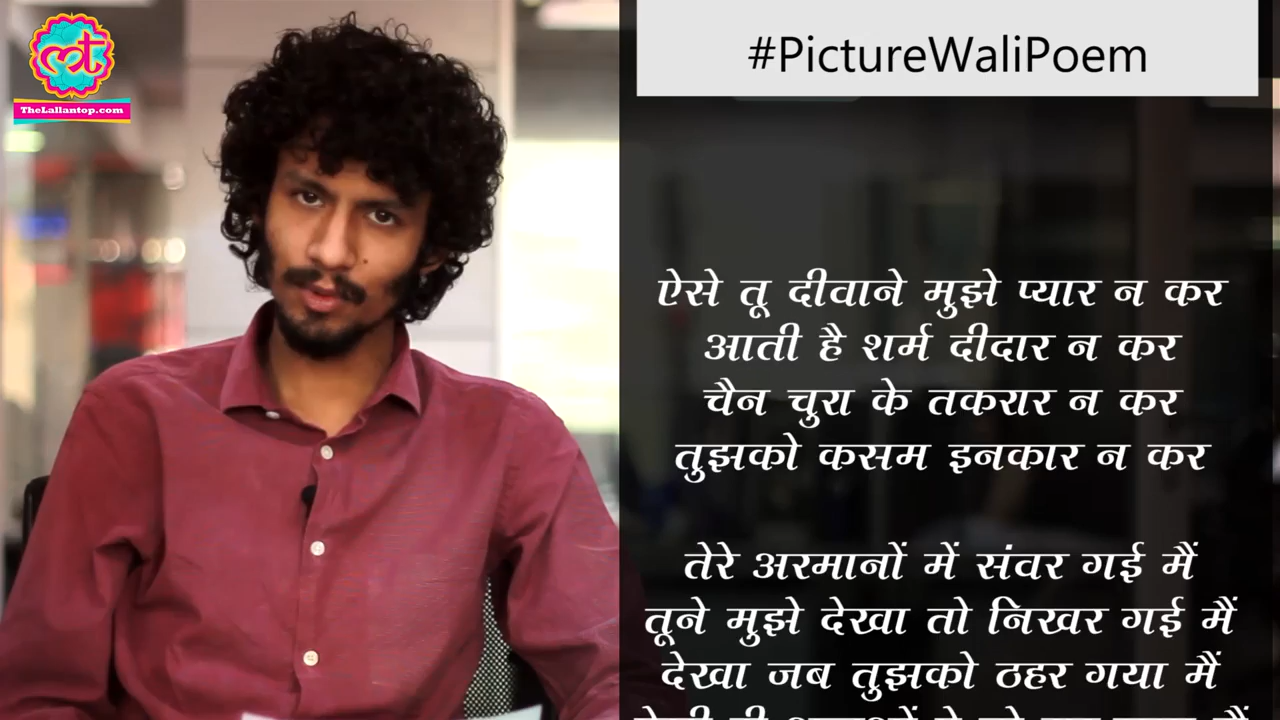 TheLallantop.com
#PictureWaliPoem
ऐसे तू दीवाने मुझे प्यार न कर
आती है शर्म दीदार न कर
चैन चुरा के तकरार न कर
तुझको कसम इनकार न कर
तेरे अरमानों में संवर गई मैं
तूने मुझे देखा तो निखर गई मैं
देखा जब तुझको ठहर गया मैं